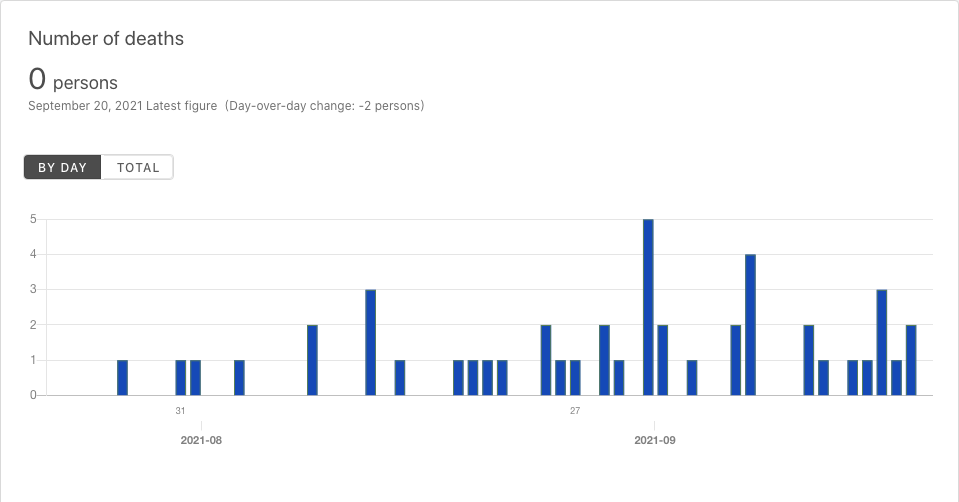 Number of deaths
0 persons
September 20, 2021 Latest figure (Day-over-day change: -2 persons)
BY DAY TOTAL
5
4
3
2
1
0
31 27
2021-08 2021-09